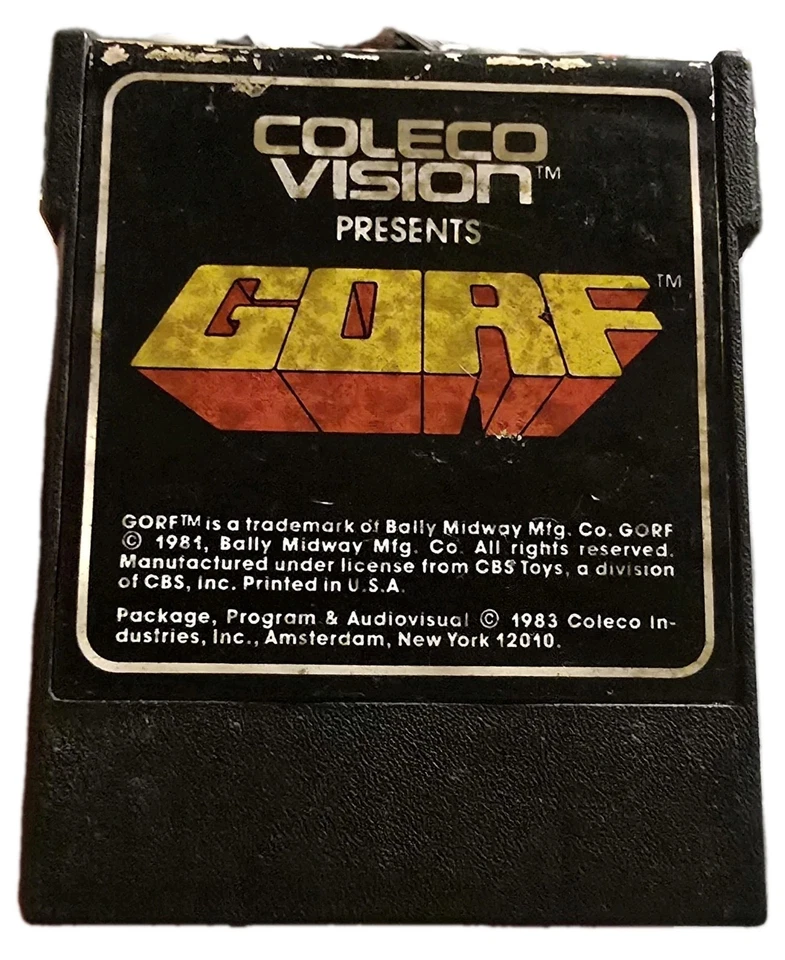 COLECO
VISION™
PRESENTS
GORF™
GORF™ is a trademark of Bally Midway Mfg. Co. GORF
© 1981, Bally Midway Mfg. Co. All rights reserved.
Manufactured under license from CBS Toys, a division
of CBS, Inc. Printed in U.S.A.
Package, Program & Audiovisual © 1983 Coleco In-
dustries, Inc., Amsterdam, New York 12010.